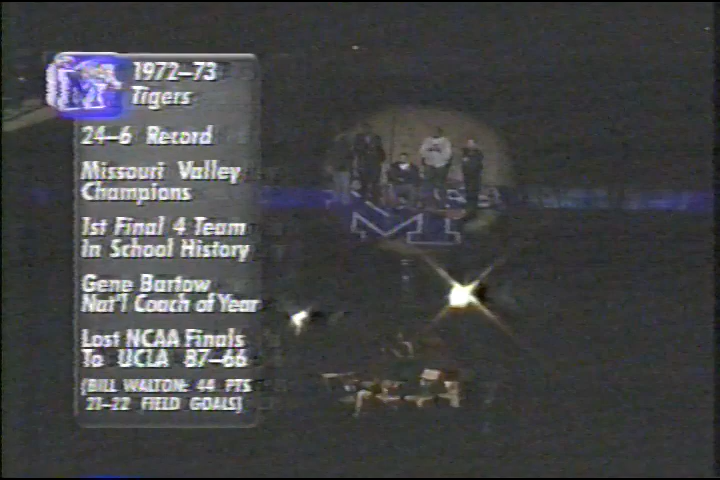 1972-73
Tigers
24-6 Record
Missouri Valley
Champions
1st Final 4 Team
In School History
Gene Bartow
Nat'l Coach of Year
Lost NCAA Finals
To UCLA 87-66
(BILL WALTON: 44 PTS
21-22 FIELD GOALS)
M
M